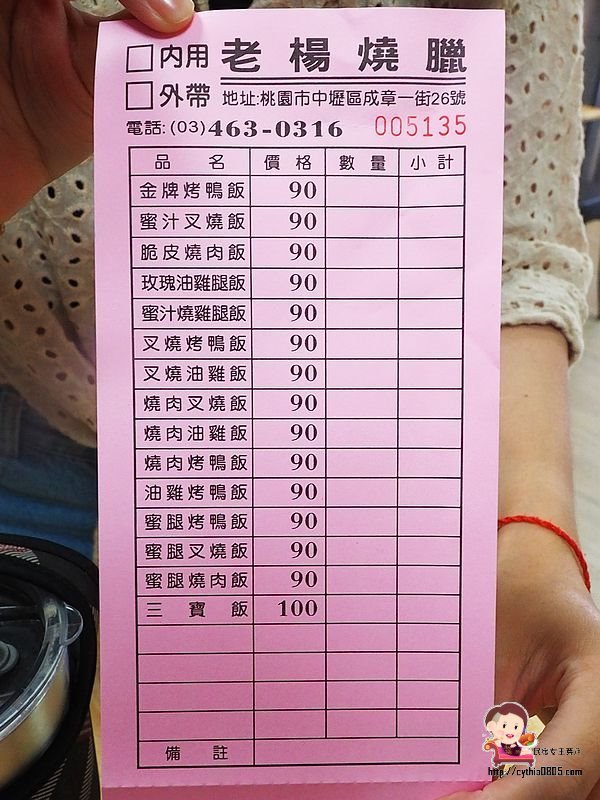 □內用 老楊燒臘
□外帶 地址:桃園市中壢區成章一街26號
電話:(03)463-0316 005135
品名 價格 數量 小計
金牌烤鴨飯 90
蜜汁叉燒飯 90
脆皮燒肉飯 90
玫瑰油雞腿飯 90
蜜汁燒雞腿飯 90
叉燒烤鴨飯 90
叉燒油雞飯 90
燒肉叉燒飯 90
燒肉油雞飯 90
燒肉烤鴨飯 90
油雞烤鴨飯 90
蜜腿烤鴨飯 90
蜜腿叉燒飯 90
蜜腿燒肉飯 90
三寶飯 100
備註
http://cythia0805.com